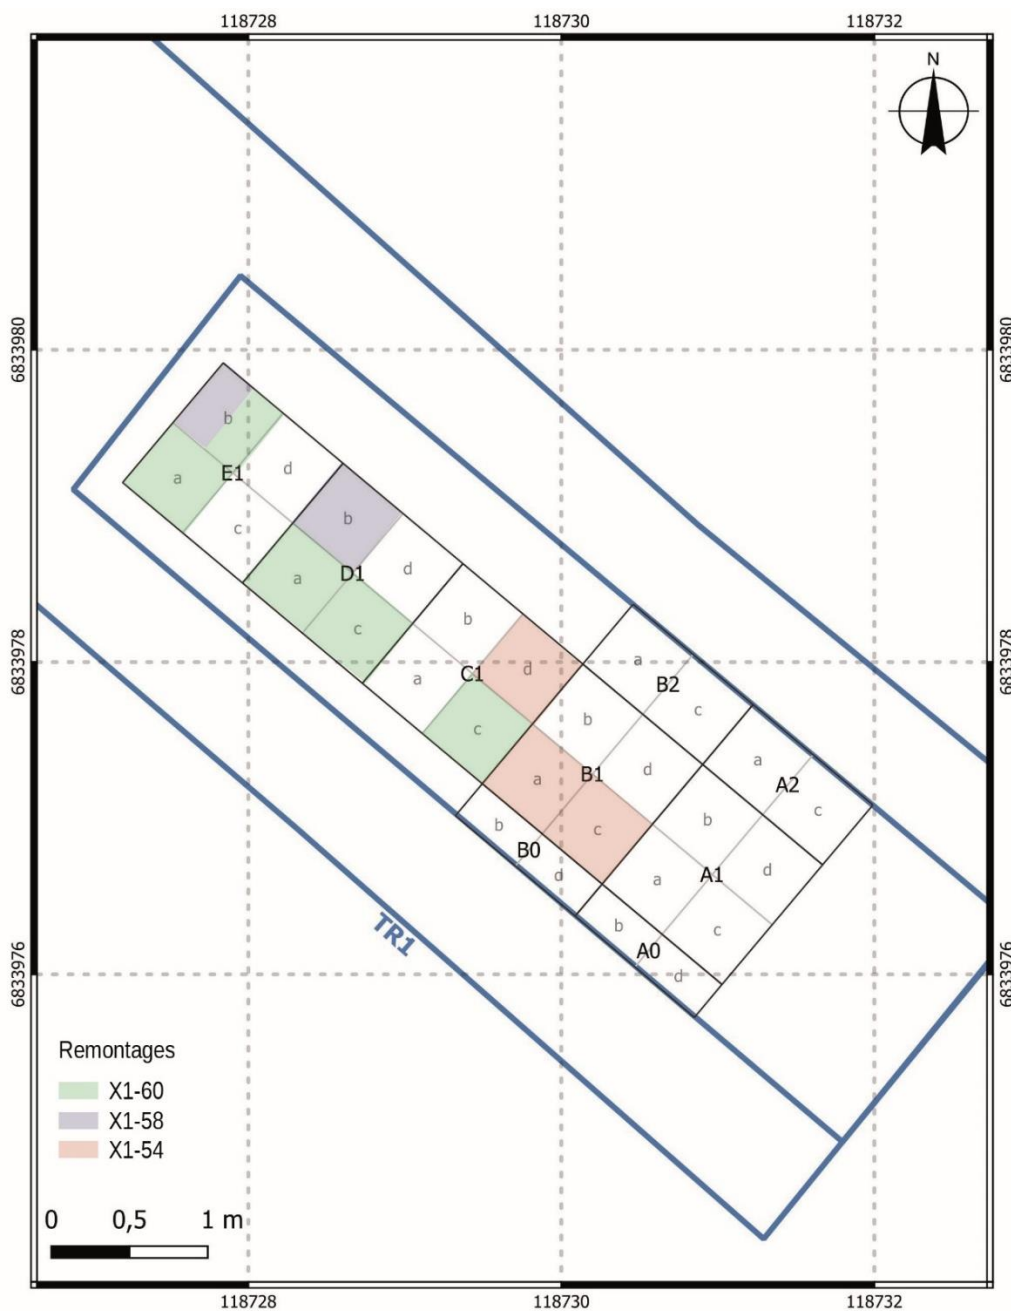 118728 118730 118732
N
6833980 6833980
b
a E1 d
c b
a D1 d
c b
a C1 d a
B2
c b c
a B1 d a
A2
b c b c
B0
d a A1 d
b c
A0
d
TR1
6833978 6833978
6833976 6833976
Remontages
X1-60
X1-58
X1-54
0 0,5 1 m
118728 118730 118732